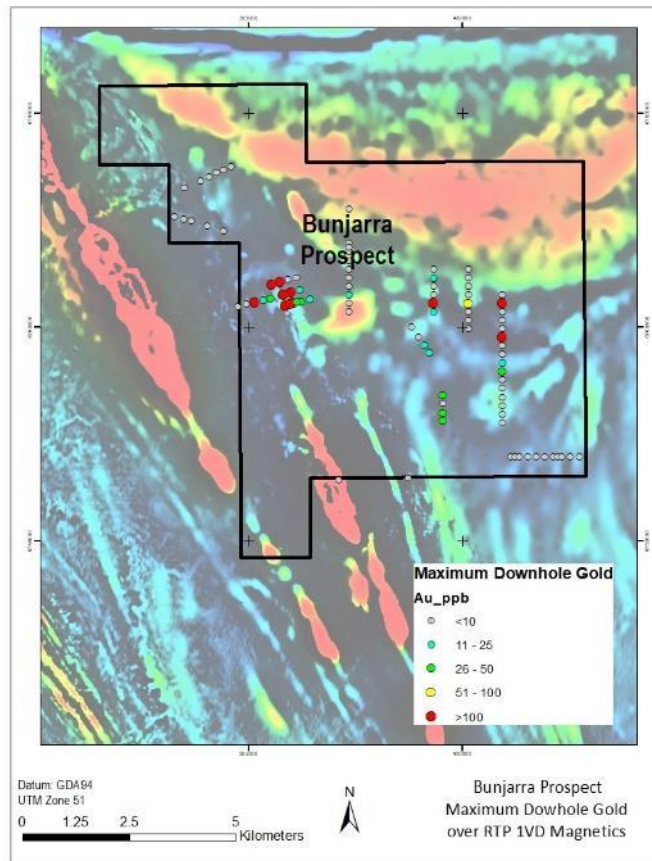 Bunjarra
Prospect
Maximum Downhole Gold
Au_ppb
<10
11 - 25
26 - 50
51 - 100
>100
Datum: GDA94
UTM Zone 51
0 1.25 2.5 5
Kilometers
N
Bunjarra Prospect
Maximum Dowhole Gold
over RTP 1VD Magnetics